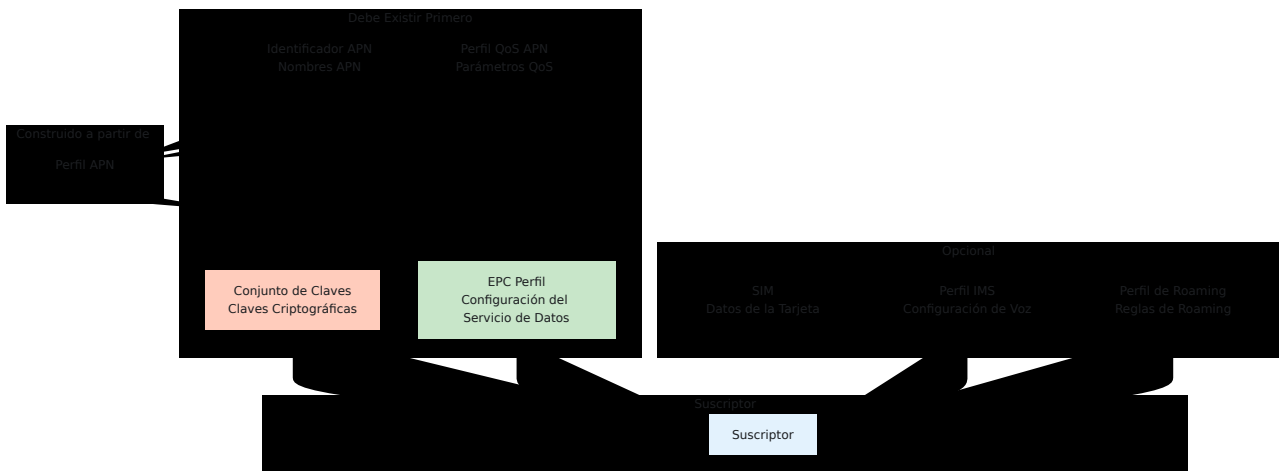 Debe Existir Primero
Identificador APN
Nombres APN
Perfil QoS APN
Parámetros QoS
Construido a partir de
Perfil APN
Conjunto de Claves
Claves Criptográficas
EPC Perfil
Configuración del
Servicio de Datos
Opcional
SIM
Datos de la Tarjeta
Perfil IMS
Configuración de Voz
Perfil de Roaming
Reglas de Roaming
Suscriptor
Suscriptor